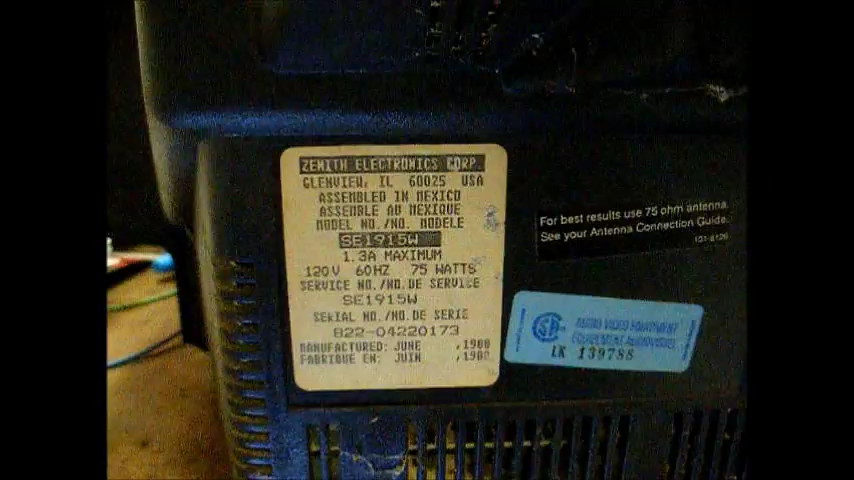 ZENITH ELECTRONICS CORP.
GLENVIEW, IL 60025 USA
ASSEMBLED IN MEXICO
ASSEMBLE AU MEXIQUE
MODEL NO./NO. MODELE
SE1915W
1.3A MAXIMUM
120V 60HZ 75 WATTS
SERVICE NO./NO.DE SERVICE
SE1915W
SERIAL NO./NO.DE SERIE
822-04220173
MANUFACTURED: JUNE ,1988
FABRIQUE EN: JUIN ,1988
For best results use 75 ohm antenna.
See your Antenna Connection Guide.
AUDIO VIDEO EQUIPMENT
EQUIPEMENT AUDIOVISUEL
LK 139788